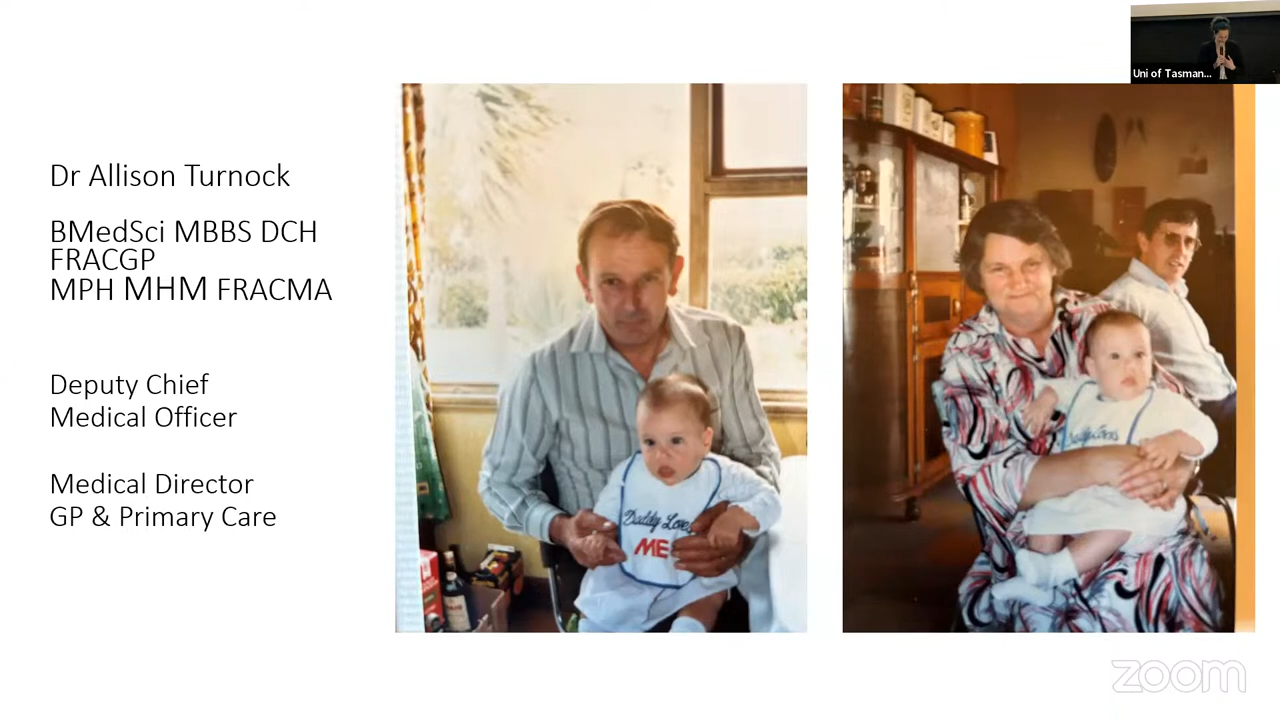 Uni of Tasman...
Dr Allison Turnock
BMedSci MBBS DCH
FRACGP
MPH MHM FRACMA
Deputy Chief
Medical Officer
Medical Director
GP & Primary Care
Daddy Loves
ME
zoom